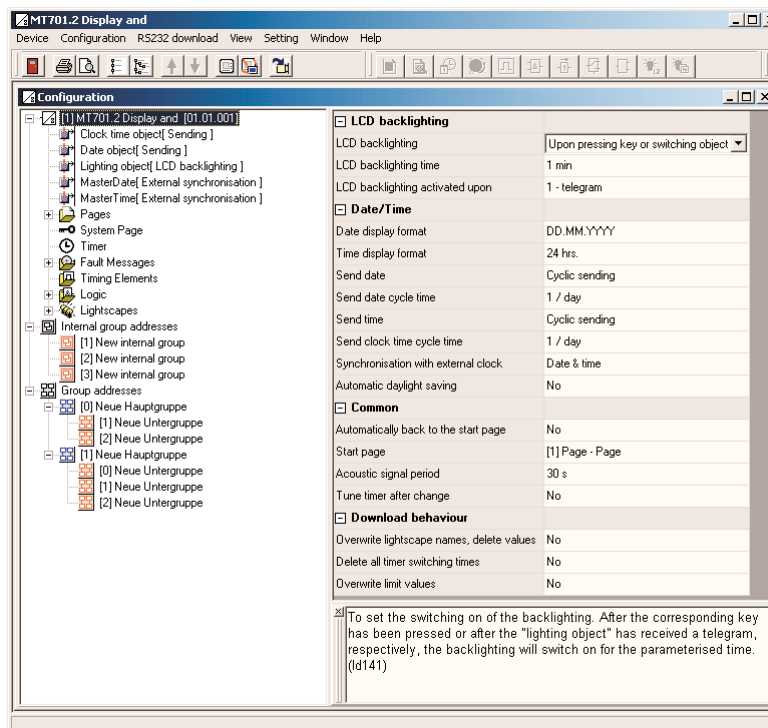 MT701.2 Display and
Device Configuration RS232 download View Setting Window Help
Configuration
[1] MT701.2 Display and [01.01.001]
Clock time object[ Sending ]
Date object[ Sending ]
Lighting object[ LCD backlighting ]
MasterDate[ External synchronisation ]
MasterTime[ External synchronisation ]
Pages
System Page
Timer
Fault Messages
Timing Elements
Logic
Lightscapes
Internal group addresses
[1] New internal group
[2] New internal group
[3] New internal group
Group addresses
[0] Neue Hauptgruppe
[1] Neue Untergruppe
[2] Neue Untergruppe
[1] Neue Hauptgruppe
[0] Neue Untergruppe
[1] Neue Untergruppe
[2] Neue Untergruppe
LCD backlighting
LCD backlighting Upon pressing key or switching object
LCD backlighting time 1 min
LCD backlighting activated upon 1 - telegram
Date/Time
Date display format DD.MM.YYYY
Time display format 24 hrs.
Send date Cyclic sending
Send date cycle time 1 / day
Send time Cyclic sending
Send clock time cycle time 1 / day
Synchronisation with external clock Date & time
Automatic daylight saving No
Common
Automatically back to the start page No
Start page [1] Page - Page
Acoustic signal period 30 s
Tune timer after change No
Download behaviour
Overwrite lightscape names, delete values No
Delete all timer switching times No
Overwrite limit values No
To set the switching on of the backlighting. After the corresponding key
has been pressed or after the "lighting object" has received a telegram,
respectively, the backlighting will switch on for the parameterised time.
(Id141)